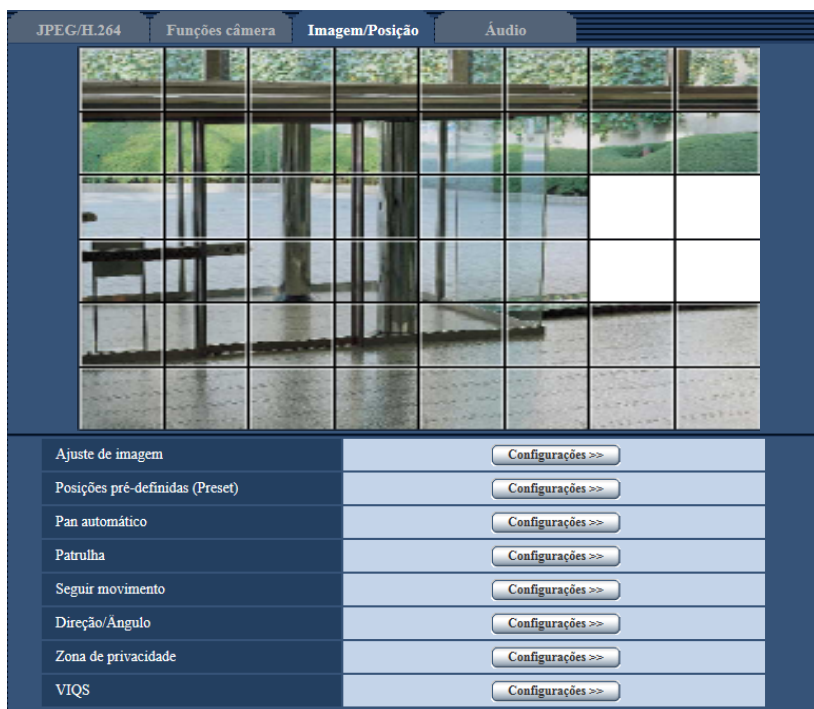 JPEG/H.264 Funções câmera Imagem/Posição Áudio
Ajuste de imagem Configurações >>
Posições pré-definidas (Preset) Configurações >>
Pan automático Configurações >>
Patrulha Configurações >>
Seguir movimento Configurações >>
Direção/Ângulo Configurações >>
Zona de privacidade Configurações >>
VIQS Configurações >>